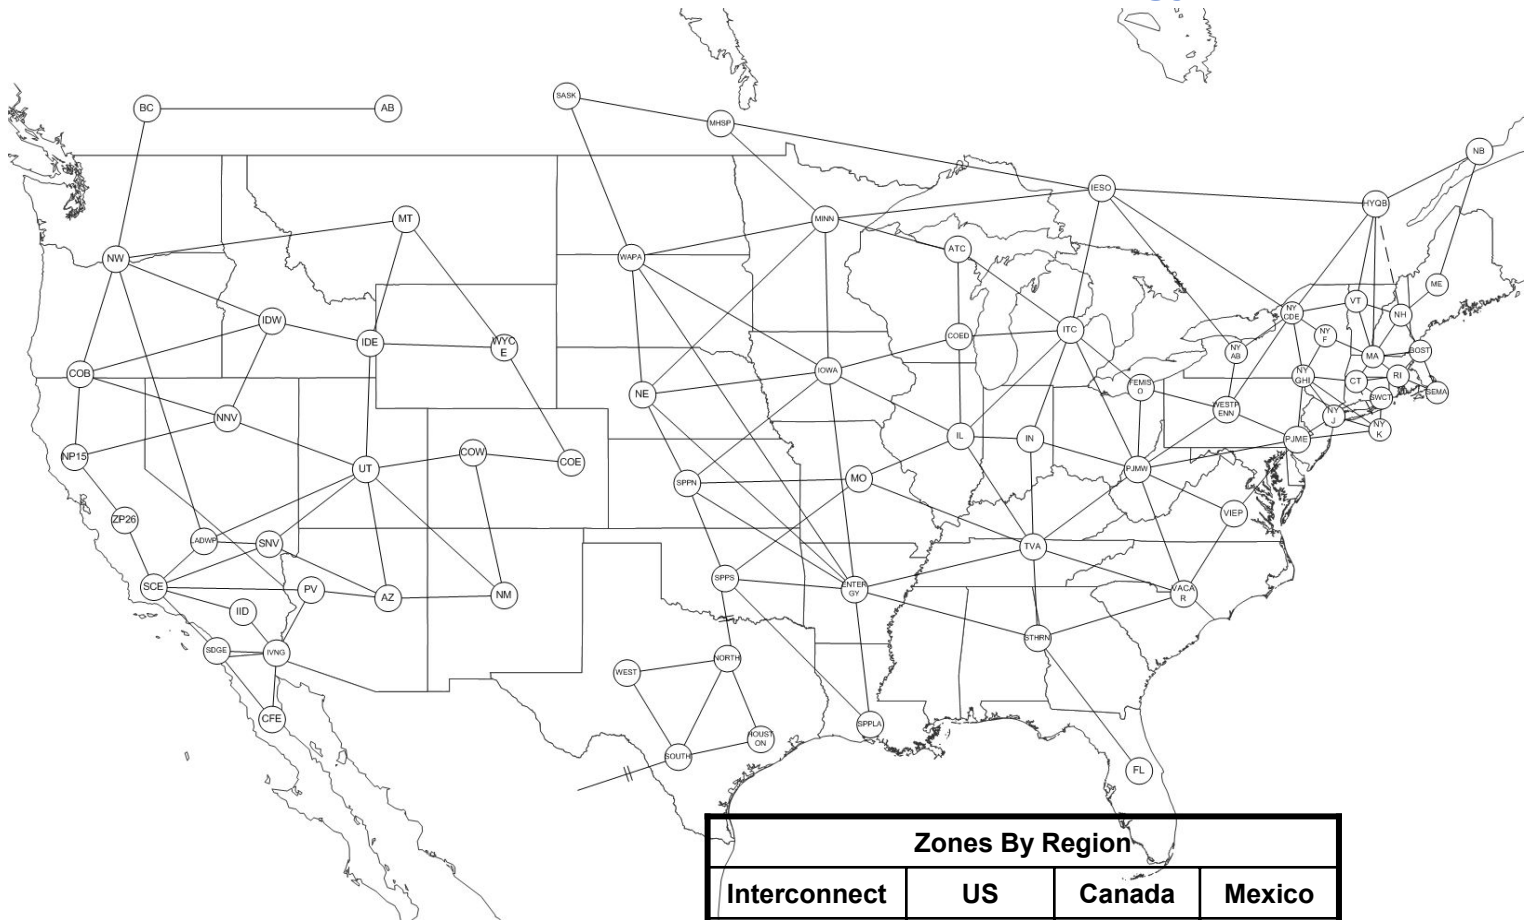 SASK
BC
AB
MHSP
NB
IESO
HYQB
MT
MINN
ATC
NW
WAPA
ME
VT
NY
CDE
NH
IDW
ITC
NY
F
COED
IDE
WYC
E
NY
AB
BOST
MA
COB
IOWA
NY
GHI
CT
RI
FEMISO
NE
SEMA
SWCT
WESTP
ENN
NNV
NY
J
NY
K
IL
IN
PJME
NP15
COW
COE
UT
PJMW
SPPN
MO
ZP26
VIEP
LADWP
SNV
TVA
SPPS
SCE
PV
AZ
NM
ENTER
GY
VACA
R
IID
STHRN
SDGE
IVNG
NORTH
WEST
CFE
SPPLA
HOUST
ON
SOUTH
FL
Zones By Region
Interconnect US Canada Mexico